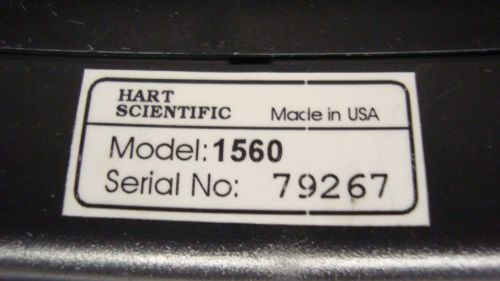 HART
SCIENTIFIC Made in USA
Model: 1560
Serial No: 79267